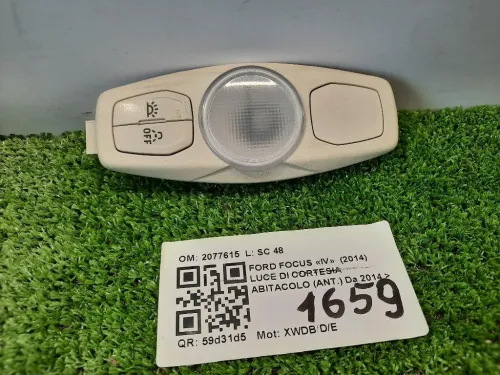 OFF
OM: 2077615 L: SC 48
FORD FOCUS «IV» (2014)
LUCE DI CORTESIA
ABITACOLO (ANT.) Da 2014 >
1659
QR: 59d31d5 Mot: XWDB/D/E